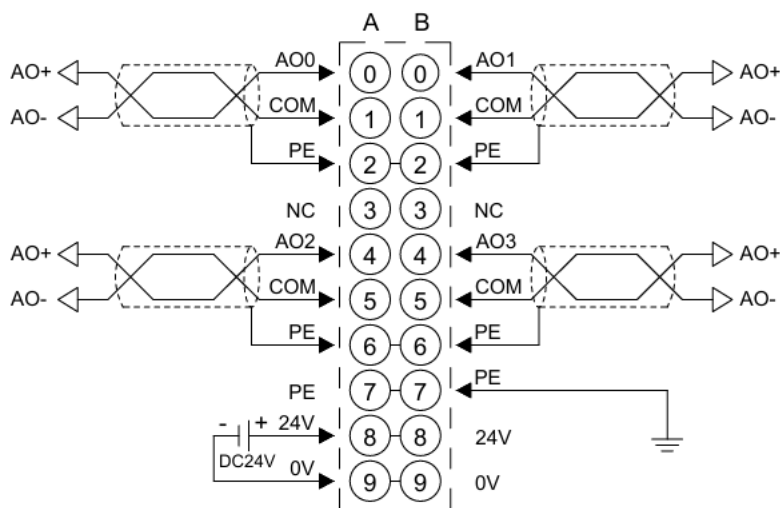 A B
AO+ AO0 0 0 AO1 AO+
AO- COM 1 1 COM AO-
PE 2 2 PE
NC 3 3 NC
AO+ AO2 4 4 AO3 AO+
AO- COM 5 5 COM AO-
PE 6 6 PE
PE 7 7 PE
- + 24V 8 8 24V
DC24V
0V 9 9 0V